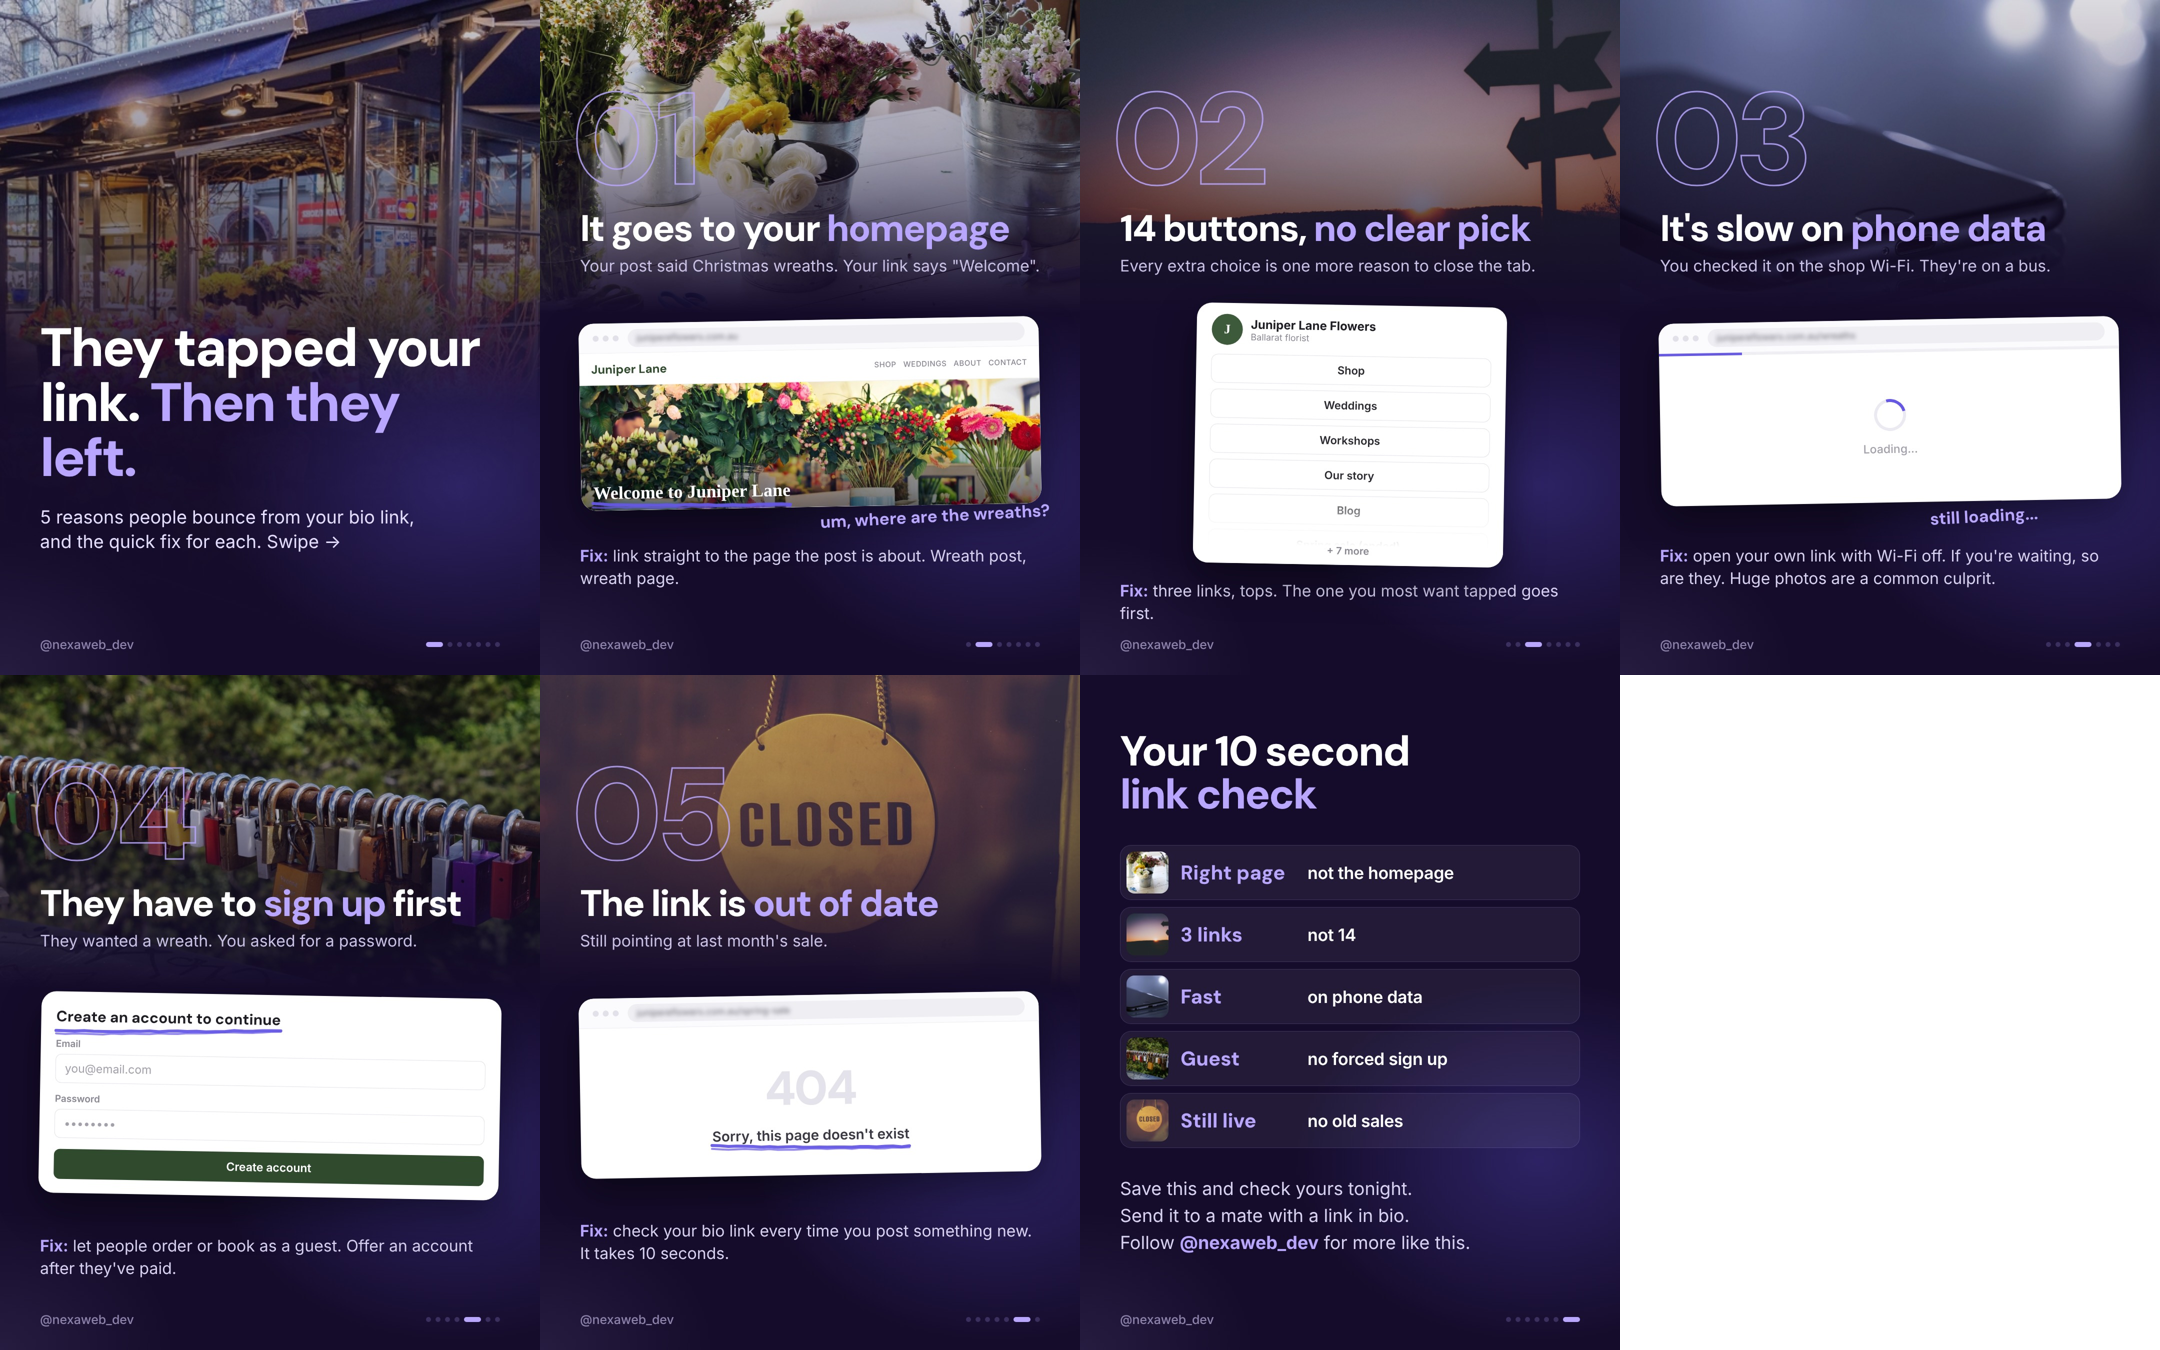 They tapped your
link. Then they
left.
5 reasons people bounce from your bio link,
and the quick fix for each. Swipe →
@nexaweb_dev
01
It goes to your homepage
Your post said Christmas wreaths. Your link says "Welcome".
Juniper Lane
SHOP WEDDINGS ABOUT CONTACT
Welcome to Juniper Lane
um, where are the wreaths?
Fix: link straight to the page the post is about. Wreath post,
wreath page.
@nexaweb_dev
02
14 buttons, no clear pick
Every extra choice is one more reason to close the tab.
J
Juniper Lane Flowers
Ballarat florist
Shop
Weddings
Workshops
Our story
Blog
+ 7 more
Fix: three links, tops. The one you most want tapped goes
first.
@nexaweb_dev
03
It's slow on phone data
You checked it on the shop Wi-Fi. They're on a bus.
Loading...
still loading...
Fix: open your own link with Wi-Fi off. If you're waiting, so
are they. Huge photos are a common culprit.
@nexaweb_dev
04
They have to sign up first
They wanted a wreath. You asked for a password.
Create an account to continue
Email
you@email.com
Password
Create account
Fix: let people order or book as a guest. Offer an account
after they've paid.
@nexaweb_dev
05
CLOSED
The link is out of date
Still pointing at last month's sale.
404
Sorry, this page doesn't exist
Fix: check your bio link every time you post something new.
It takes 10 seconds.
@nexaweb_dev
Your 10 second
link check
Right page not the homepage
3 links not 14
Fast on phone data
Guest no forced sign up
CLOSED
Still live no old sales
Save this and check yours tonight.
Send it to a mate with a link in bio.
Follow @nexaweb_dev for more like this.
@nexaweb_dev